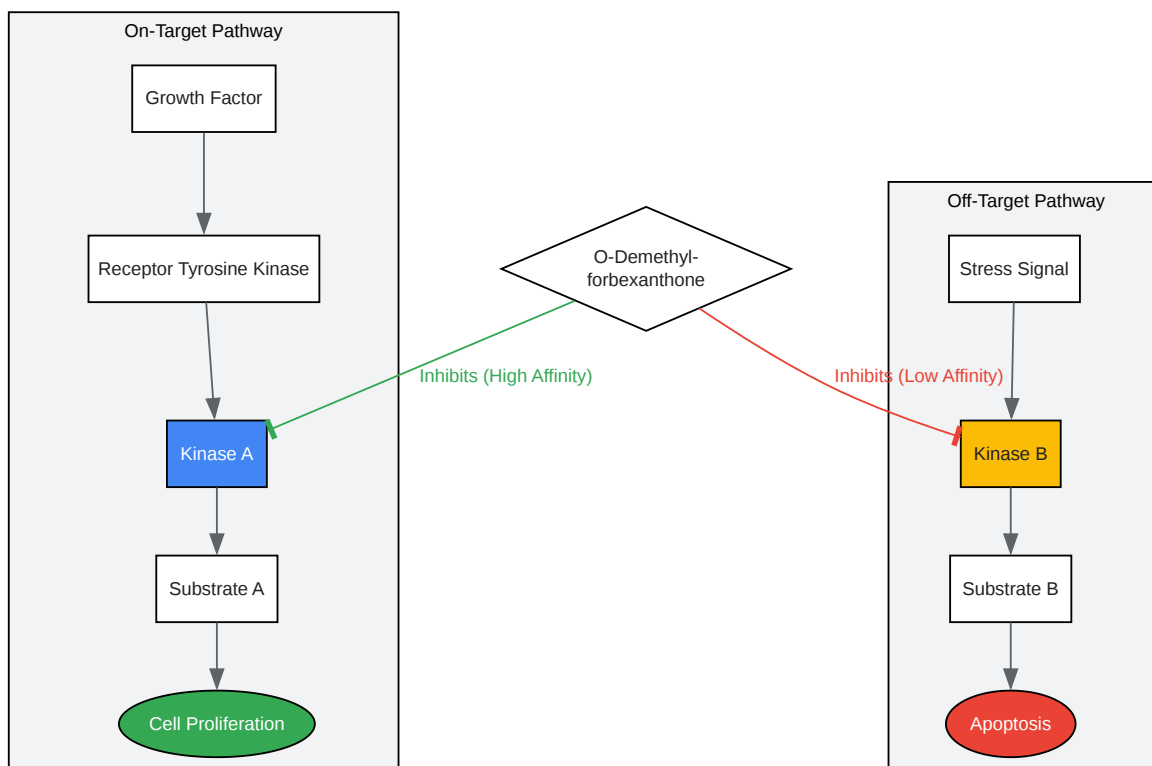 On-Target Pathway
Growth Factor
Receptor Tyrosine Kinase
Kinase A
Substrate A
Cell Proliferation
O-Demethyl-
forbexanthone
Inhibits (High Affinity)
Inhibits (Low Affinity)
Off-Target Pathway
Stress Signal
Kinase B
Substrate B
Apoptosis